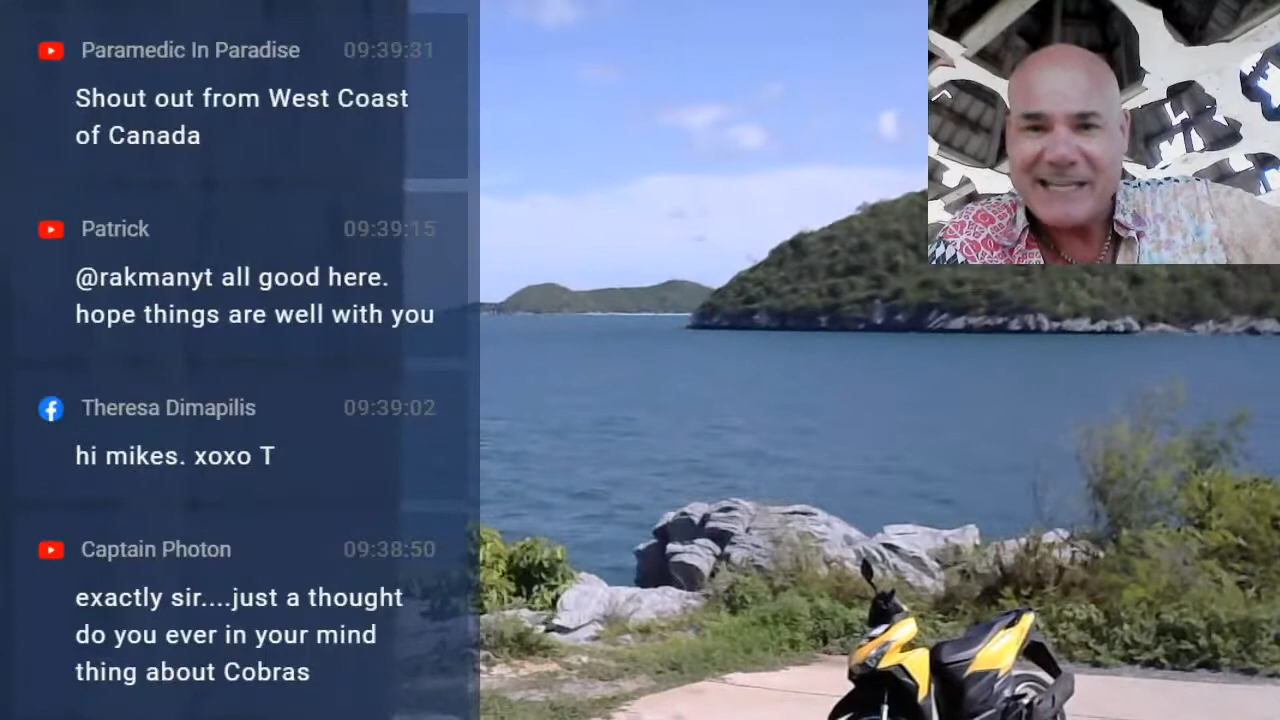 Paramedic In Paradise 09:39:31
Shout out from West Coast
of Canada
Patrick 09:39:15
@rakmanyt all good here.
hope things are well with you
Theresa Dimapilis 09:39:02
hi mikes. xoxo T
Captain Photon 09:38:50
exactly sir....just a thought
do you ever in your mind
thing about Cobras